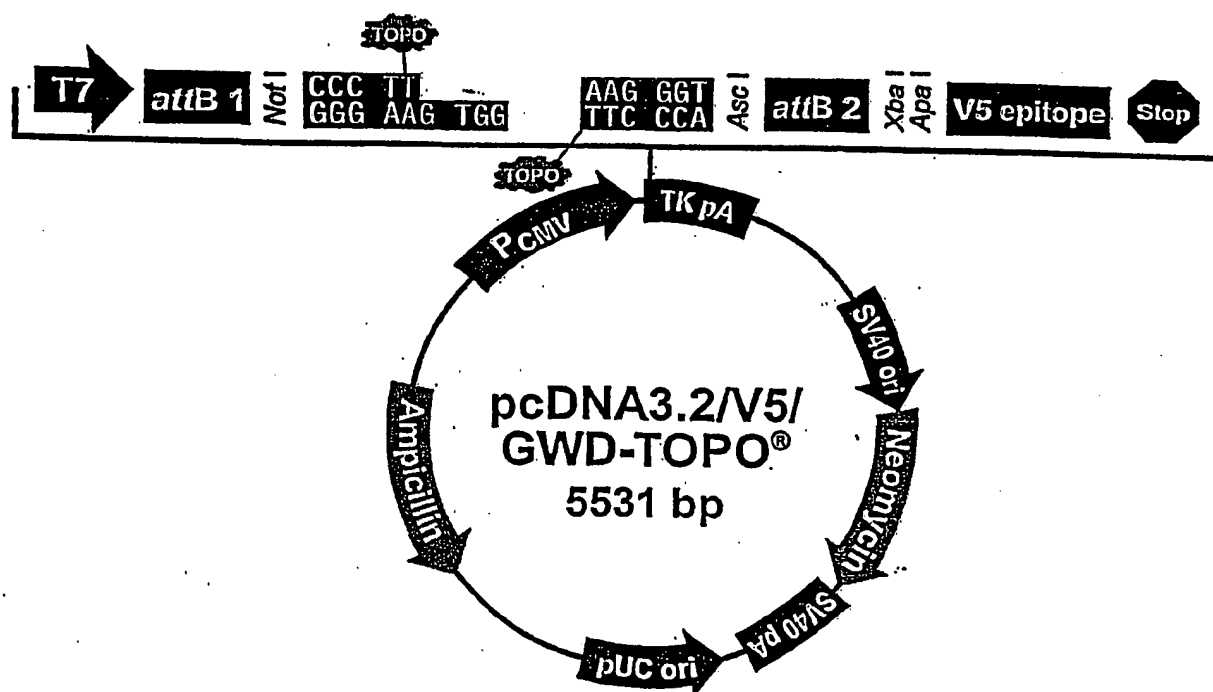 TOPO
T7
attB 1
Not I
CCC TT
GGG AAG TGG
AAG GGT
TTC CCA
Asc I
attB 2
Xba I
Apa I
V5 epitope
Stop
TOPO
PCMV
TK pA
SV40 ori
Neomycin
SV40 pA
pUC ori
Ampicillin
pcDNA3.2/V5/
GWD-TOPO®
5531 bp